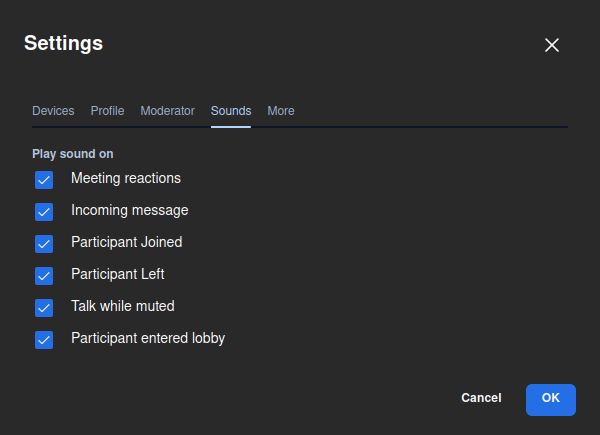 Settings
Devices Profile Moderator Sounds More
Play sound on
Meeting reactions
Incoming message
Participant Joined
Participant Left
Talk while muted
Participant entered lobby
Cancel OK